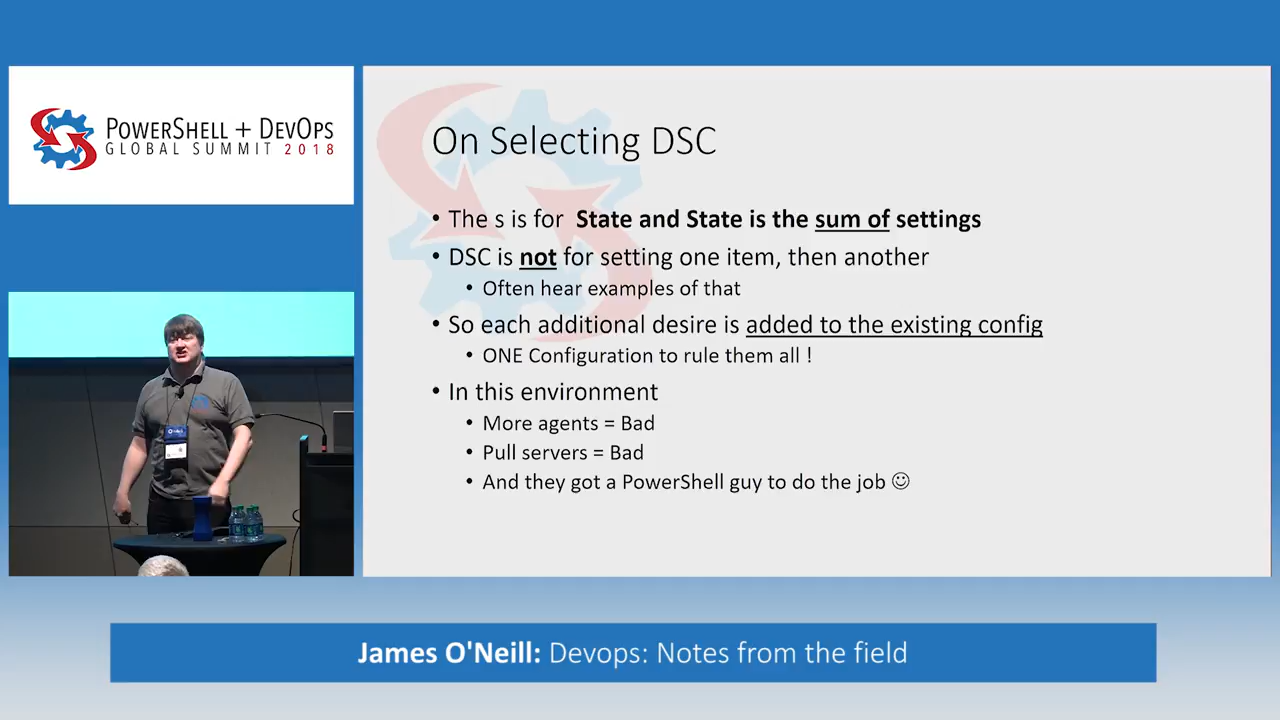 POWERSHELL + DEVOPS
GLOBAL SUMMIT 2018
On Selecting DSC
• The s is for State and State is the sum of settings
• DSC is not for setting one item, then another
• Often hear examples of that
• So each additional desire is added to the existing config
• ONE Configuration to rule them all !
• In this environment
• More agents = Bad
• Pull servers = Bad
• And they got a PowerShell guy to do the job ☺
James O'Neill: Devops: Notes from the field